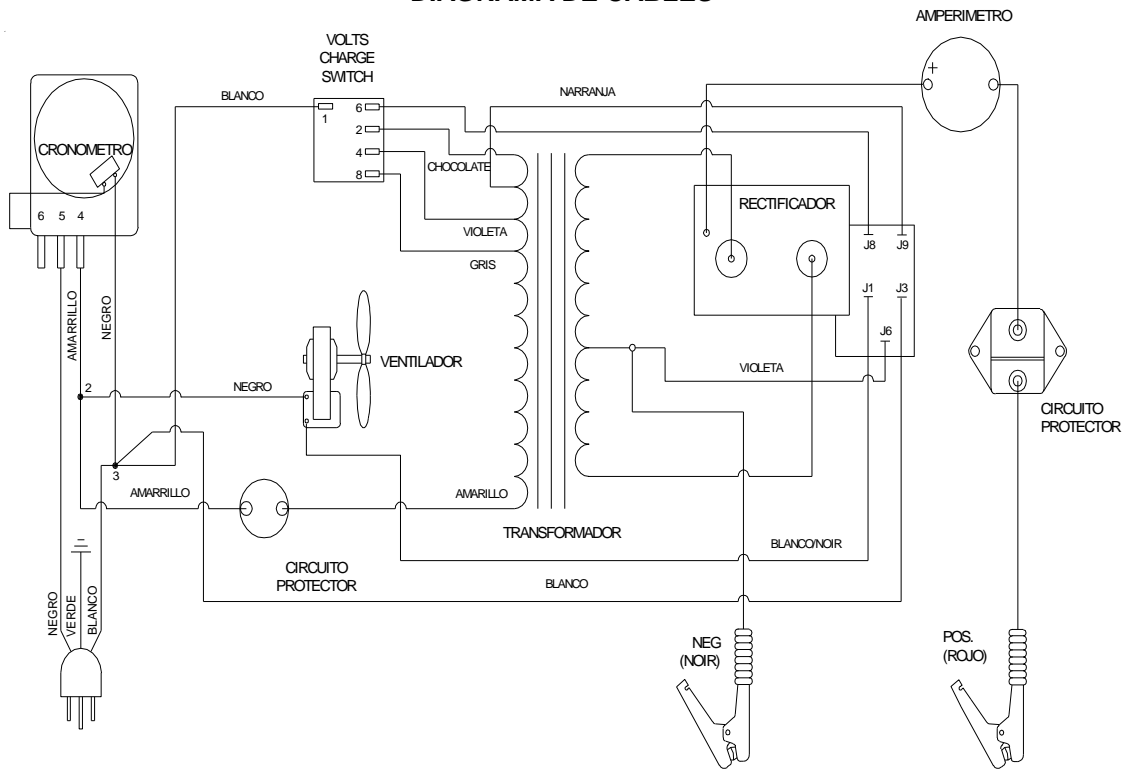 AMPERIMETRO
VOLTS
CHARGE
SWITCH
BLANCO
NARRANJA
+
1
6
2
4
8
CRONOMETRO
CHOCOLATE
6 5 4
VIOLETA
GRIS
RECTIFICADOR
J8 J9
J1 J3
J6
AMARRILLO
NEGRO
VENTILADOR
2
NEGRO
VIOLETA
CIRCUITO
PROTECTOR
3
AMARRILLO
AMARILLO
TRANSFORMADOR
BLANCO/NOIR
CIRCUITO
PROTECTOR
BLANCO
NEGRO
VERDE
BLANCO
NEG
(NOIR)
POS.
(ROJO)